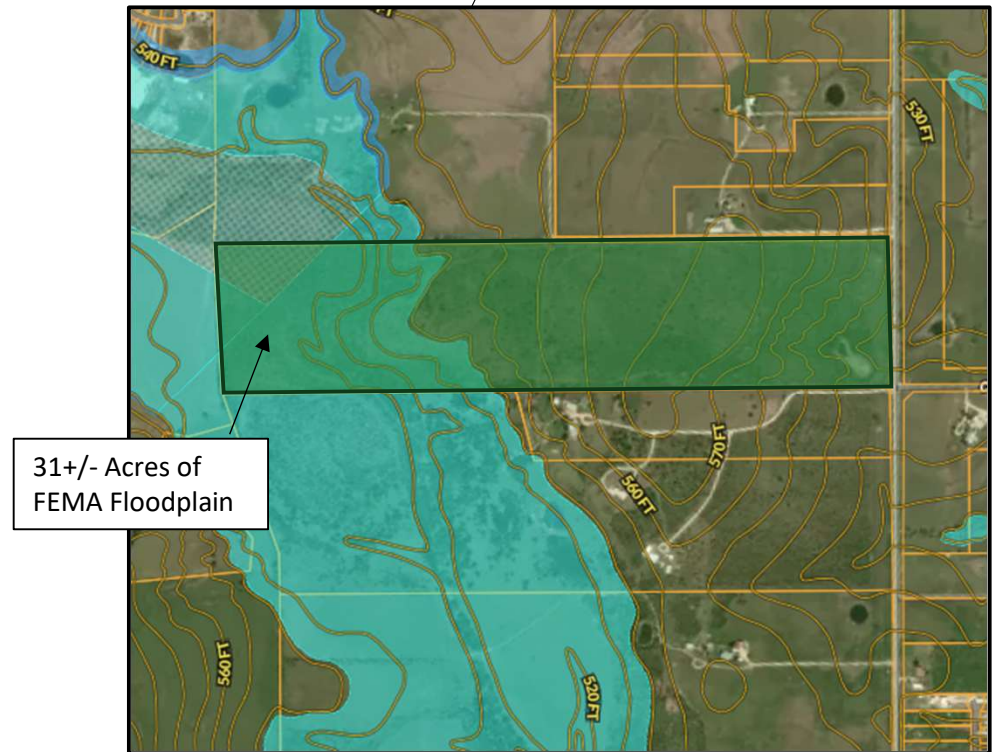 540 FT
530 FT
31+/- Acres of
FEMA Floodplain
570 FT
560 FT
560 FT
520 FT